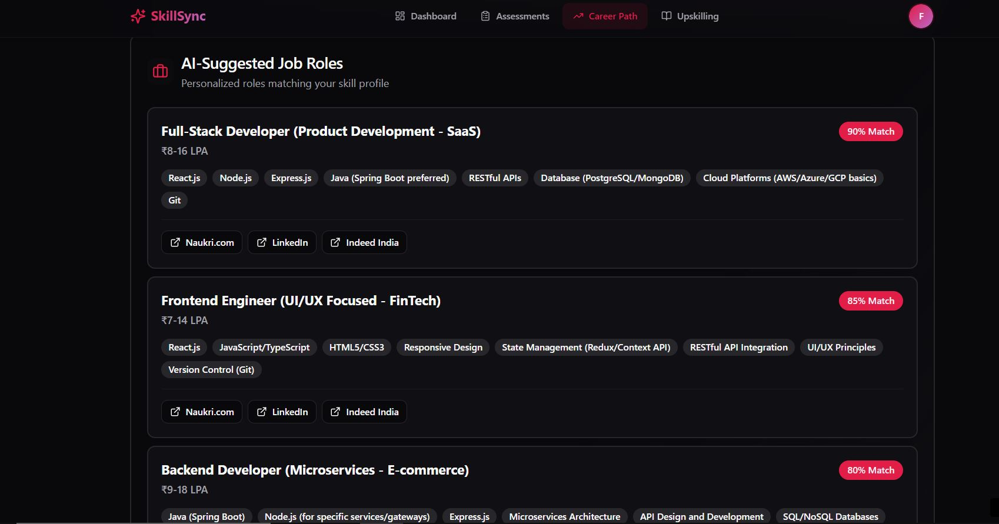 SkillSync
Dashboard
Assessments
Career Path
Upskilling
F
AI-Suggested Job Roles
Personalized roles matching your skill profile
Full-Stack Developer (Product Development - SaaS)
90% Match
₹8-16 LPA
React.js
Node.js
Express.js
Java (Spring Boot preferred)
RESTful APIs
Database (PostgreSQL/MongoDB)
Cloud Platforms (AWS/Azure/GCP basics)
Git
Naukri.com
LinkedIn
Indeed India
Frontend Engineer (UI/UX Focused - FinTech)
85% Match
₹7-14 LPA
React.js
JavaScript/TypeScript
HTML5/CSS3
Responsive Design
State Management (Redux/Context API)
RESTful API Integration
UI/UX Principles
Version Control (Git)
Naukri.com
LinkedIn
Indeed India
Backend Developer (Microservices - E-commerce)
80% Match
₹9-18 LPA
Java (Spring Boot)
Node.js (for specific services/gateways)
Express.js
Microservices Architecture
API Design and Development
SQL/NoSQL Databases